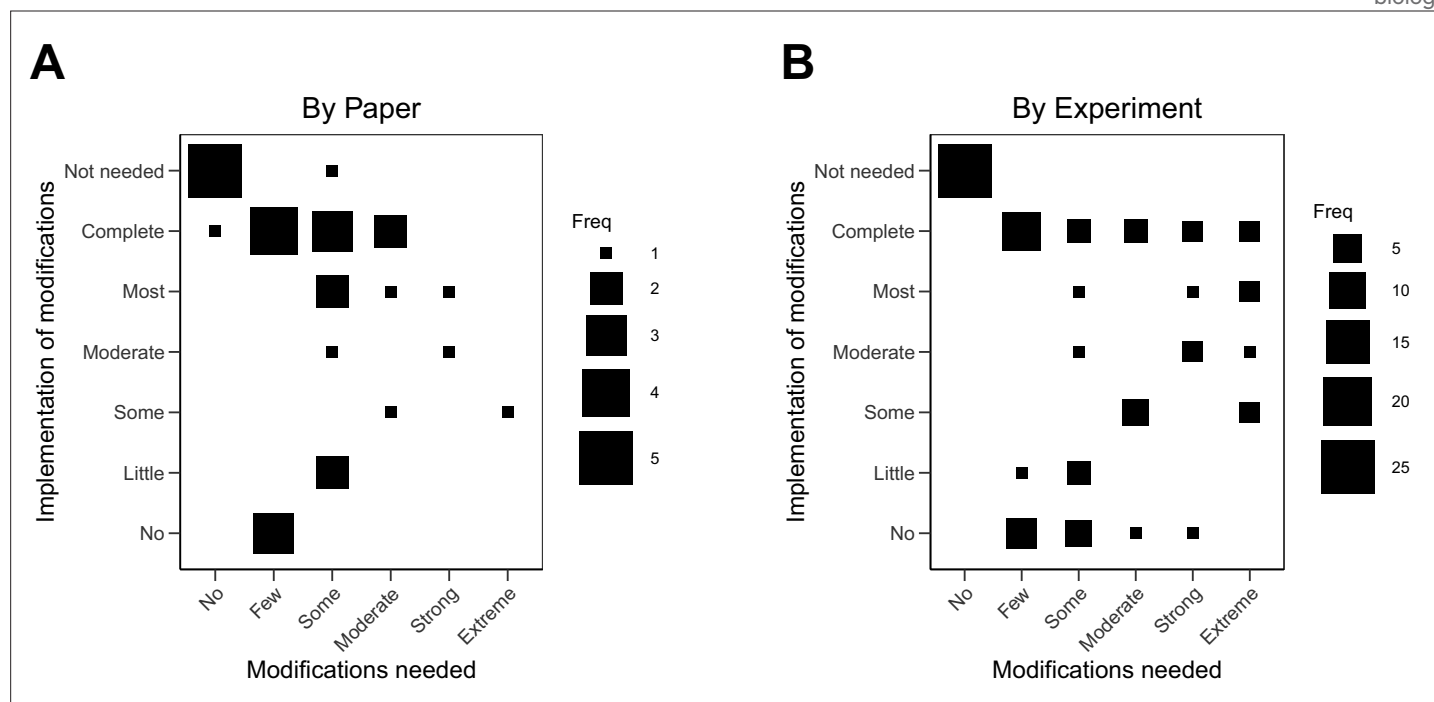 biolog
A
By Paper
Not needed
Complete
Most
Moderate
Some
Little
No
Implementation of modifications
No
Few
Some
Moderate
Strong
Extreme
Modifications needed
Freq
1
2
3
4
5
B
By Experiment
Not needed
Complete
Most
Moderate
Some
Little
No
Implementation of modifications
No
Few
Some
Moderate
Strong
Extreme
Modifications needed
Freq
5
10
15
20
25